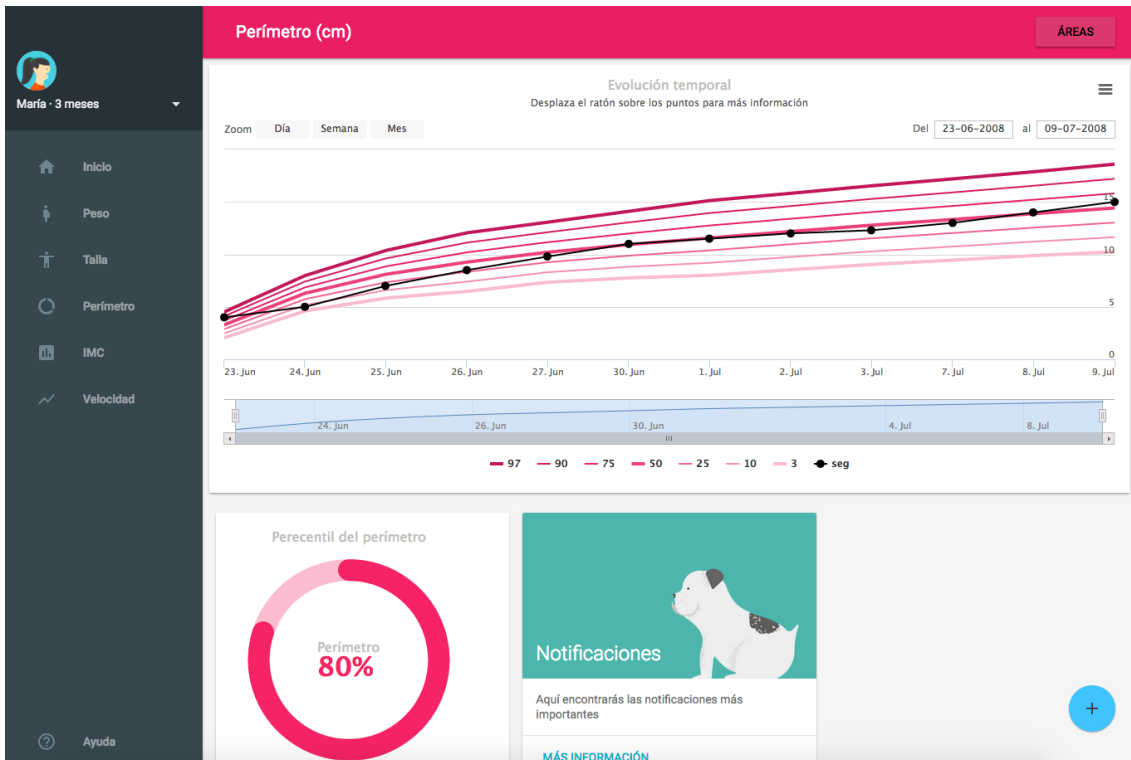 María · 3 meses
Inicio
Peso
Talla
Perímetro
IMC
Velocidad
Ayuda
Perímetro (cm)
ÁREAS
Evolución temporal
Desplaza el ratón sobre los puntos para más información
Zoom Día Semana Mes
Del 23-06-2008 al 09-07-2008
15
10
5
0
23. Jun 24. Jun 25. Jun 26. Jun 27. Jun 30. Jun 1. Jul 2. Jul 3. Jul 7. Jul 8. Jul 9. Jul
24. Jun 26. Jun 30. Jun 4. Jul 8. Jul
97 90 75 50 25 10 3 seg
Perecentil del perímetro
Perímetro
80%
Notificaciones
Aquí encontrarás las notificaciones más
importantes
MÁS INFORMACIÓN